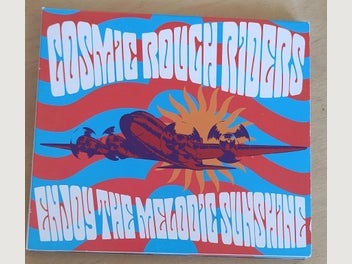 COSMIC ROUGH RIDERS
ENJOY THE MELODIC SUNSHINE